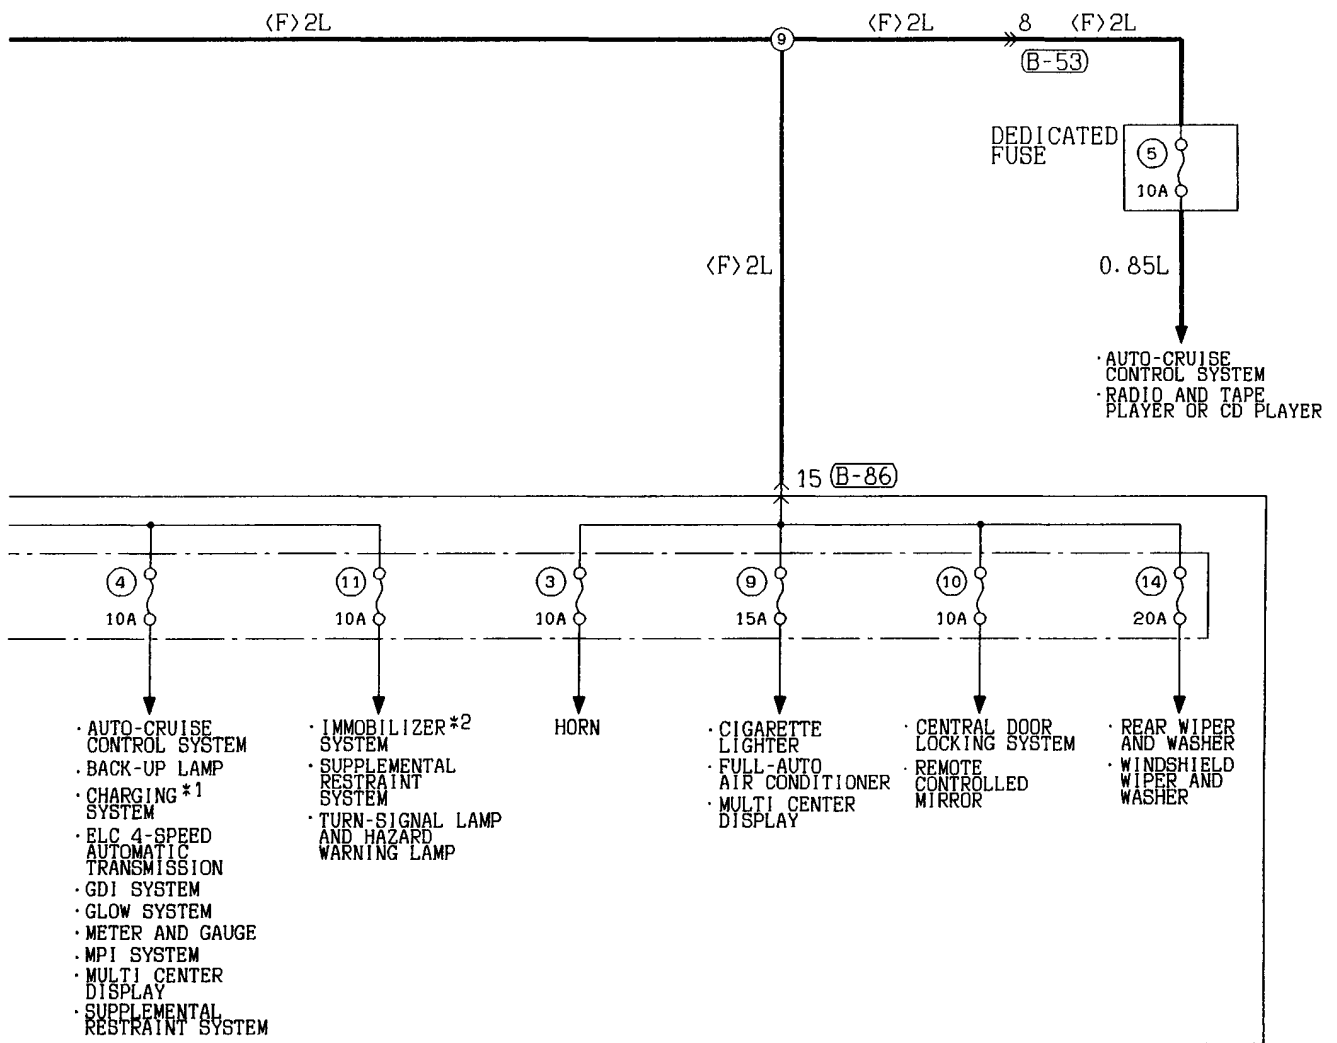 〈F〉2L
〈F〉2L
8
〈F〉2L
9
B-53
DEDICATED
FUSE
5
10A
〈F〉2L
0.85L
·AUTO-CRUISE
CONTROL SYSTEM
·RADIO AND TAPE
PLAYER OR CD PLAYER
15
B-86
4
10A
11
10A
3
10A
9
15A
10
10A
14
20A
·AUTO-CRUISE
CONTROL SYSTEM
·BACK-UP LAMP
·CHARGING*1
SYSTEM
·ELC 4-SPEED
AUTOMATIC
TRANSMISSION
·GDI SYSTEM
·GLOW SYSTEM
·METER AND GAUGE
·MPI SYSTEM
·MULTI CENTER
DISPLAY
·SUPPLEMENTAL
RESTRAINT SYSTEM
·IMMOBILIZER*2
SYSTEM
·SUPPLEMENTAL
RESTRAINT
SYSTEM
·TURN-SIGNAL LAMP
AND HAZARD
WARNING LAMP
HORN
·CIGARETTE
LIGHTER
·FULL-AUTO
AIR CONDITIONER
·MULTI CENTER
DISPLAY
·CENTRAL DOOR
LOCKING SYSTEM
·REMOTE
CONTROLLED
MIRROR
·REAR WIPER
AND WASHER
·WINDSHIELD
WIPER AND
WASHER